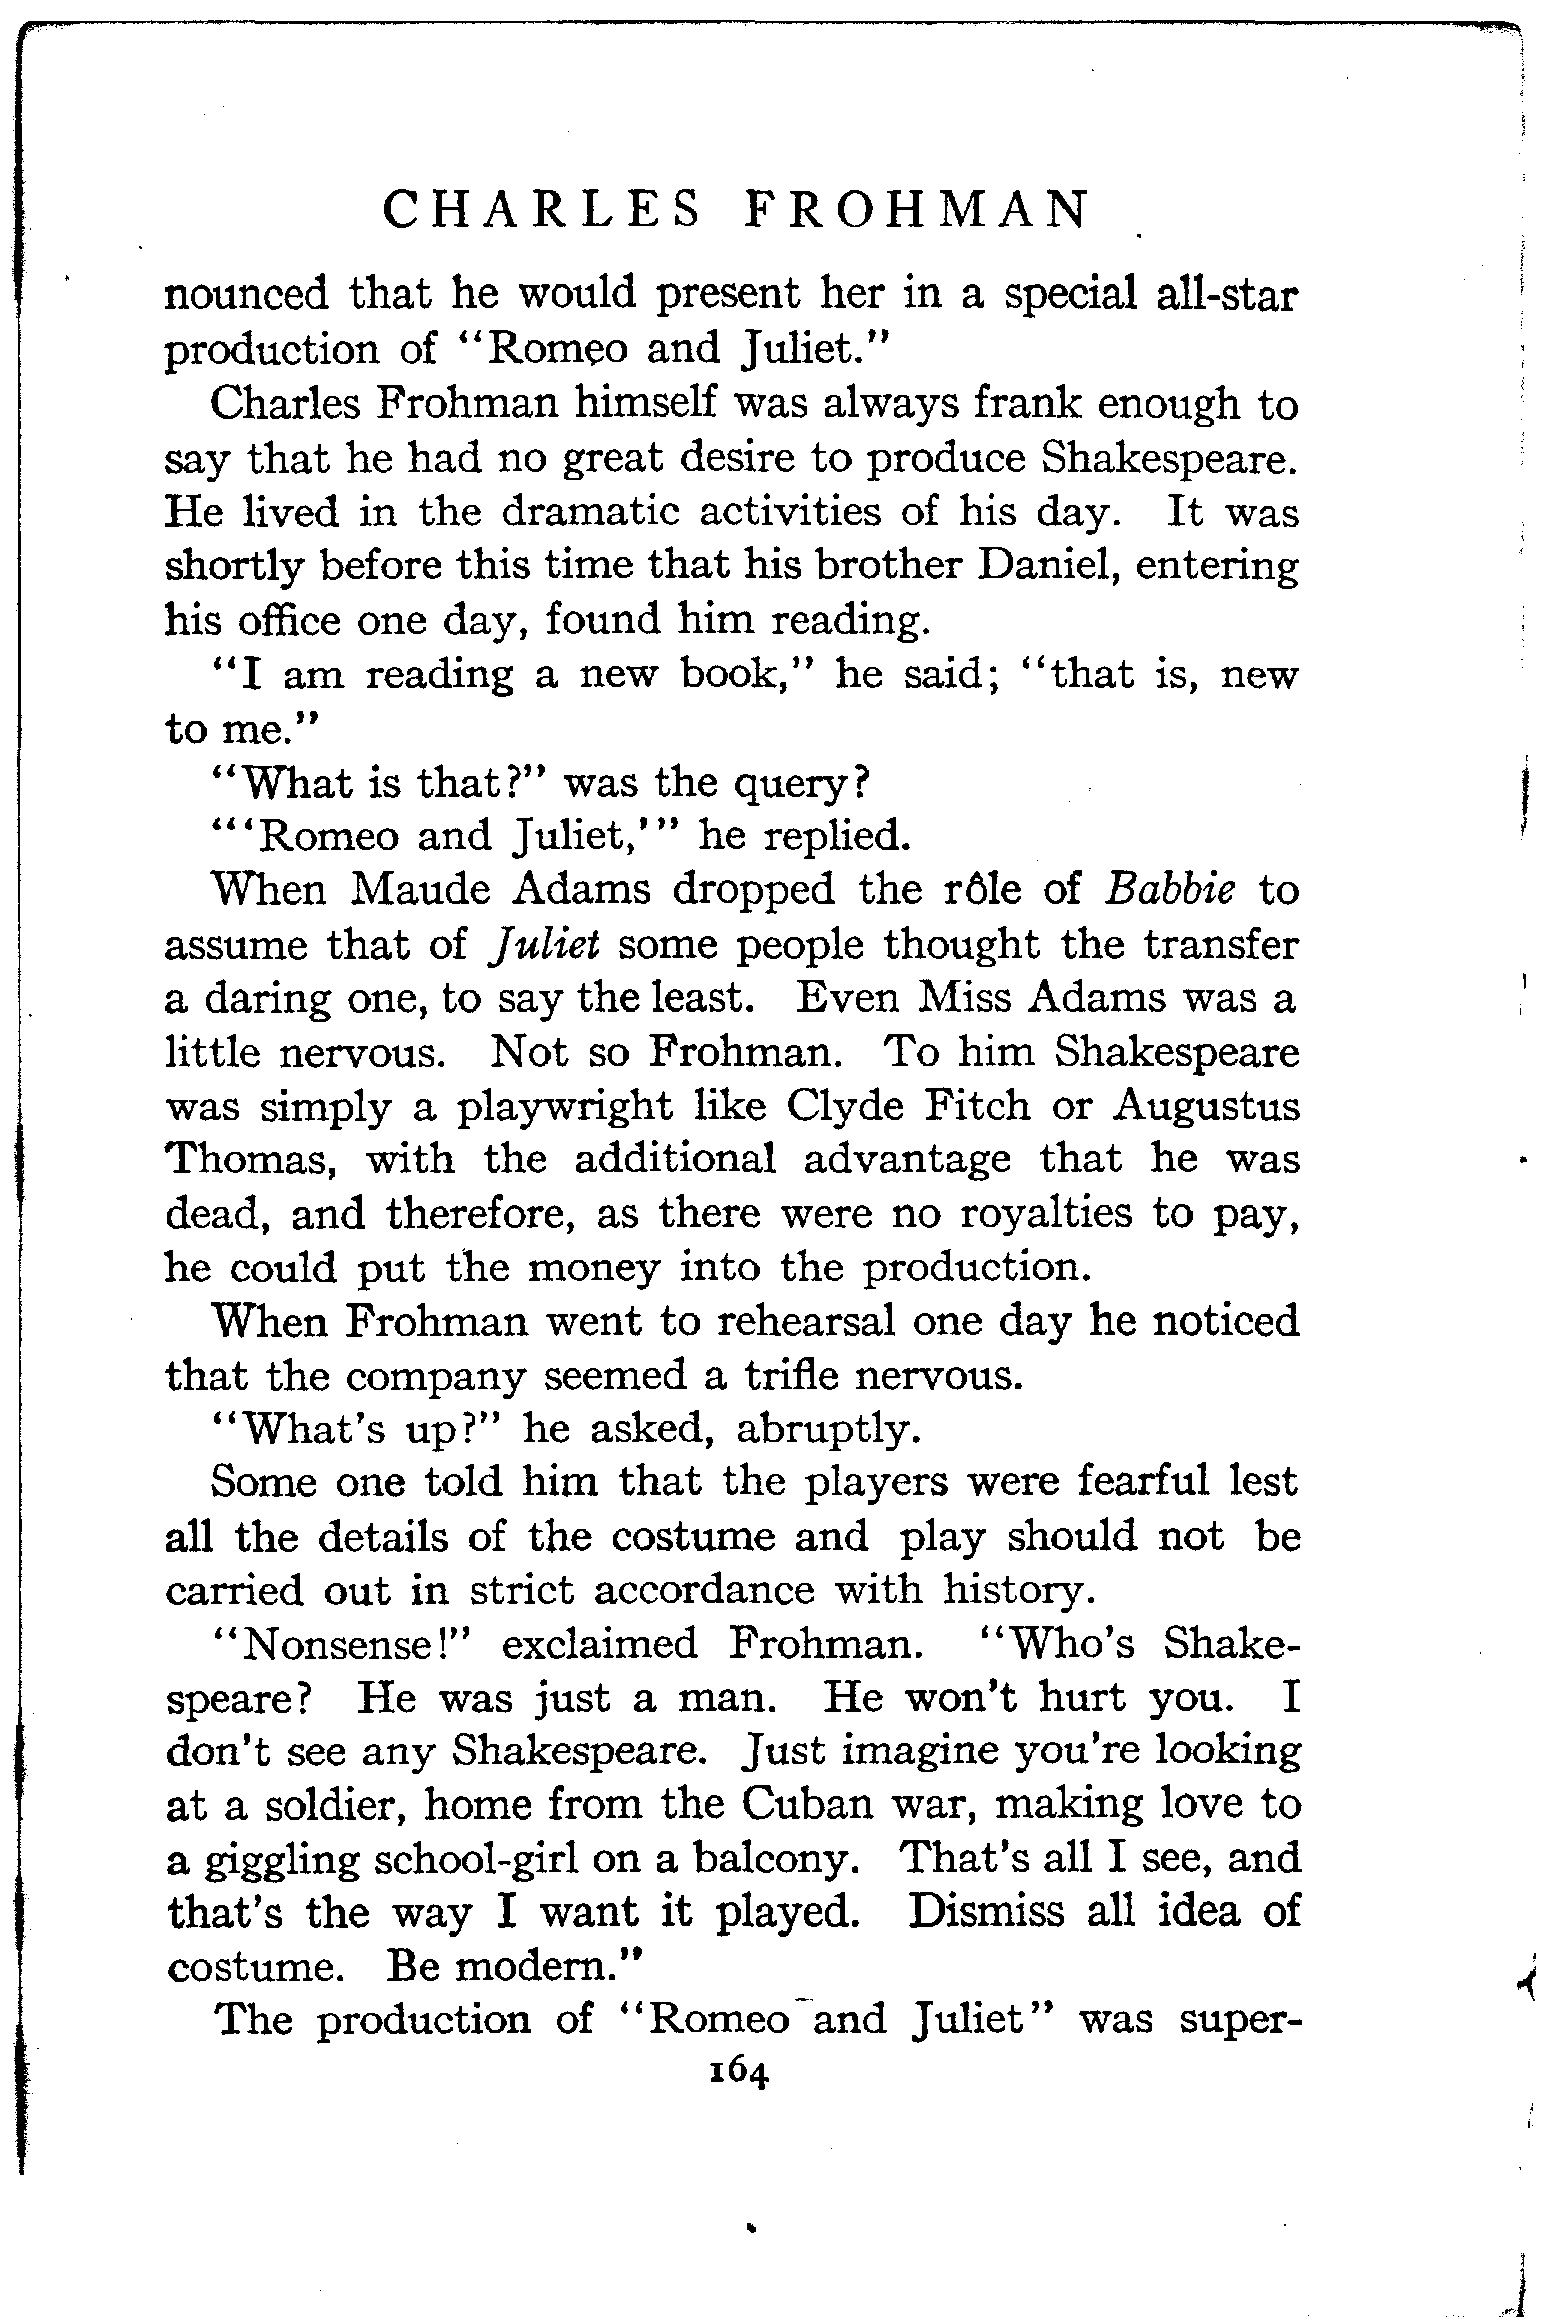 CHARLES FROHMAN
nounced that he would present her in a special all-star
production of “Romeo and Juliet.”
Charles Frohman himself was always frank enough to
say that he had no great desire to produce Shakespeare.
He lived in the dramatic activities of his day. It was
shortly before this time that his brother Daniel, entering
his office one day, found him reading.
“I am reading a new book,” he said; “that is, new
to me.”
“What is that?” was the query?
“‘Romeo and Juliet,’” he replied.
When Maude Adams dropped the rôle of Babbie to
assume that of Juliet some people thought the transfer
a daring one, to say the least. Even Miss Adams was a
little nervous. Not so Frohman. To him Shakespeare
was simply a playwright like Clyde Fitch or Augustus
Thomas, with the additional advantage that he was
dead, and therefore, as there were no royalties to pay,
he could put the money into the production.
When Frohman went to rehearsal one day he noticed
that the company seemed a trifle nervous.
“What's up?” he asked, abruptly.
Some one told him that the players were fearful lest
all the details of the costume and play should not be
carried out in strict accordance with history.
“Nonsense!” exclaimed Frohman. “Who's Shake-
speare? He was just a man. He won't hurt you. I
don't see any Shakespeare. Just imagine you're looking
at a soldier, home from the Cuban war, making love to
a giggling school-girl on a balcony. That's all I see, and
that's the way I want it played. Dismiss all idea of
costume. Be modern.”
The production of “Romeo and Juliet” was super-
164